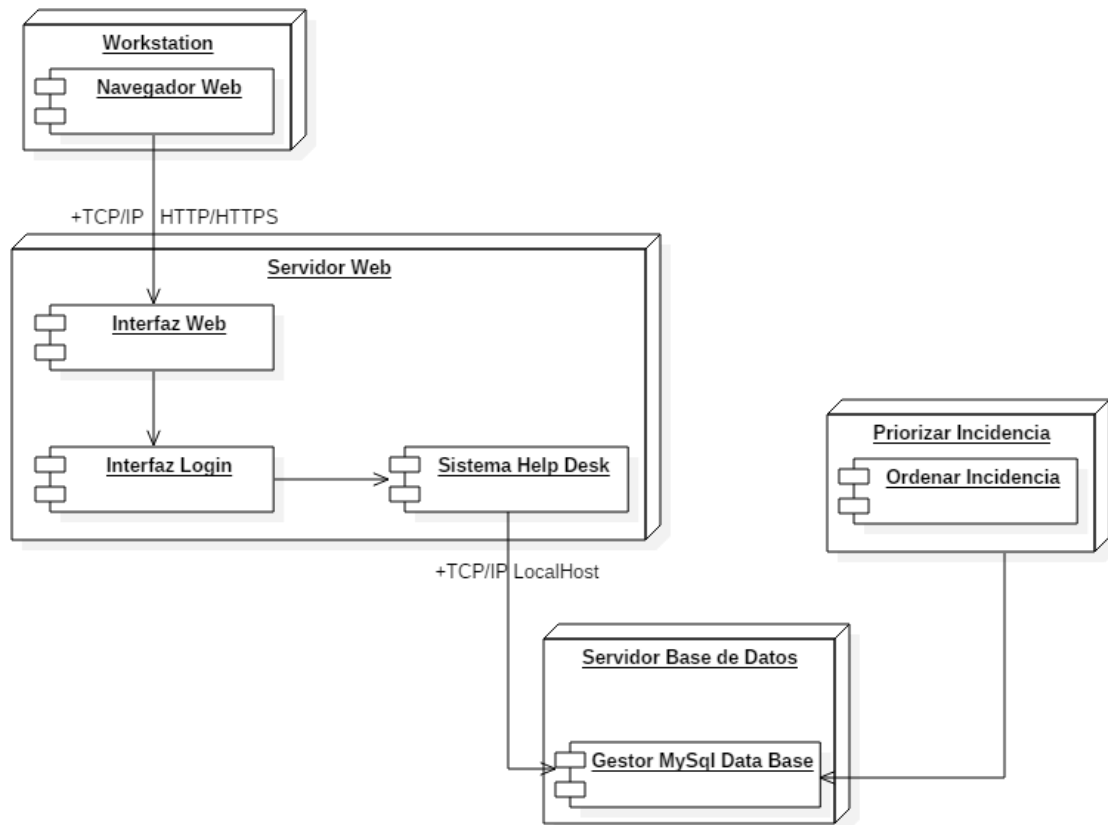 Workstation
Navegador Web
+TCP/IP HTTP/HTTPS
Servidor Web
Interfaz Web
Interfaz Login
Sistema Help Desk
Priorizar Incidencia
Ordenar Incidencia
+TCP/IP LocalHost
Servidor Base de Datos
Gestor MySql Data Base